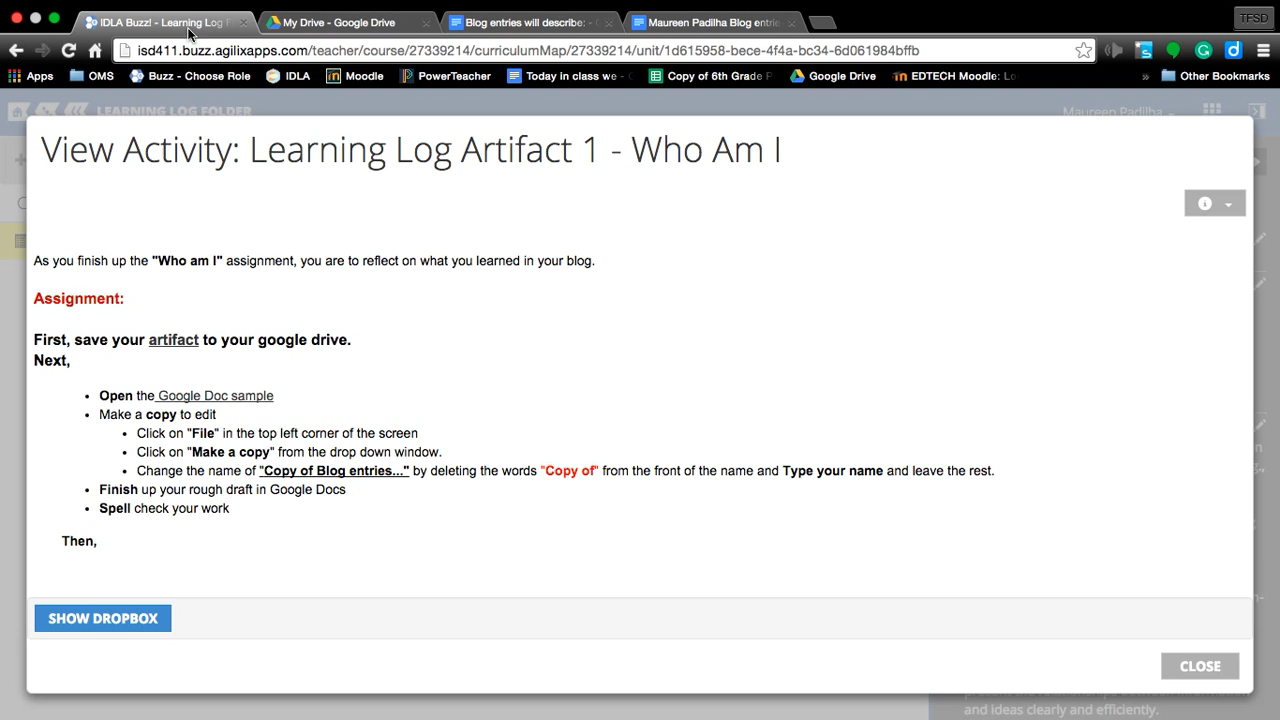 IDLA Buzz! - Learning Log F
My Drive - Google Drive
Blog entries will describe: -
Maureen Padilha Blog entrie
TFSD
isd411.buzz.agilixapps.com/teacher/course/27339214/curriculumMap/27339214/unit/1d615958-bece-4f4a-bc34-6d061984bffb
Apps
OMS
Buzz - Choose Role
IDLA
Moodle
PowerTeacher
Today in class we -
Copy of 6th Grade P
Google Drive
EDTECH Moodle: Lo
»
Other Bookmarks
LEARNING LOG FOLDER
Maureen Padilha
View Activity: Learning Log Artifact 1 - Who Am I
As you finish up the "Who am I" assignment, you are to reflect on what you learned in your blog.
Assignment:
First, save your artifact to your google drive.
Next,
• Open the Google Doc sample
• Make a copy to edit
• Click on "File" in the top left corner of the screen
• Click on "Make a copy" from the drop down window.
• Change the name of "Copy of Blog entries..." by deleting the words "Copy of" from the front of the name and Type your name and leave the rest.
• Finish up your rough draft in Google Docs
• Spell check your work
Then,
SHOW DROPBOX
CLOSE
and ideas clearly and efficiently.